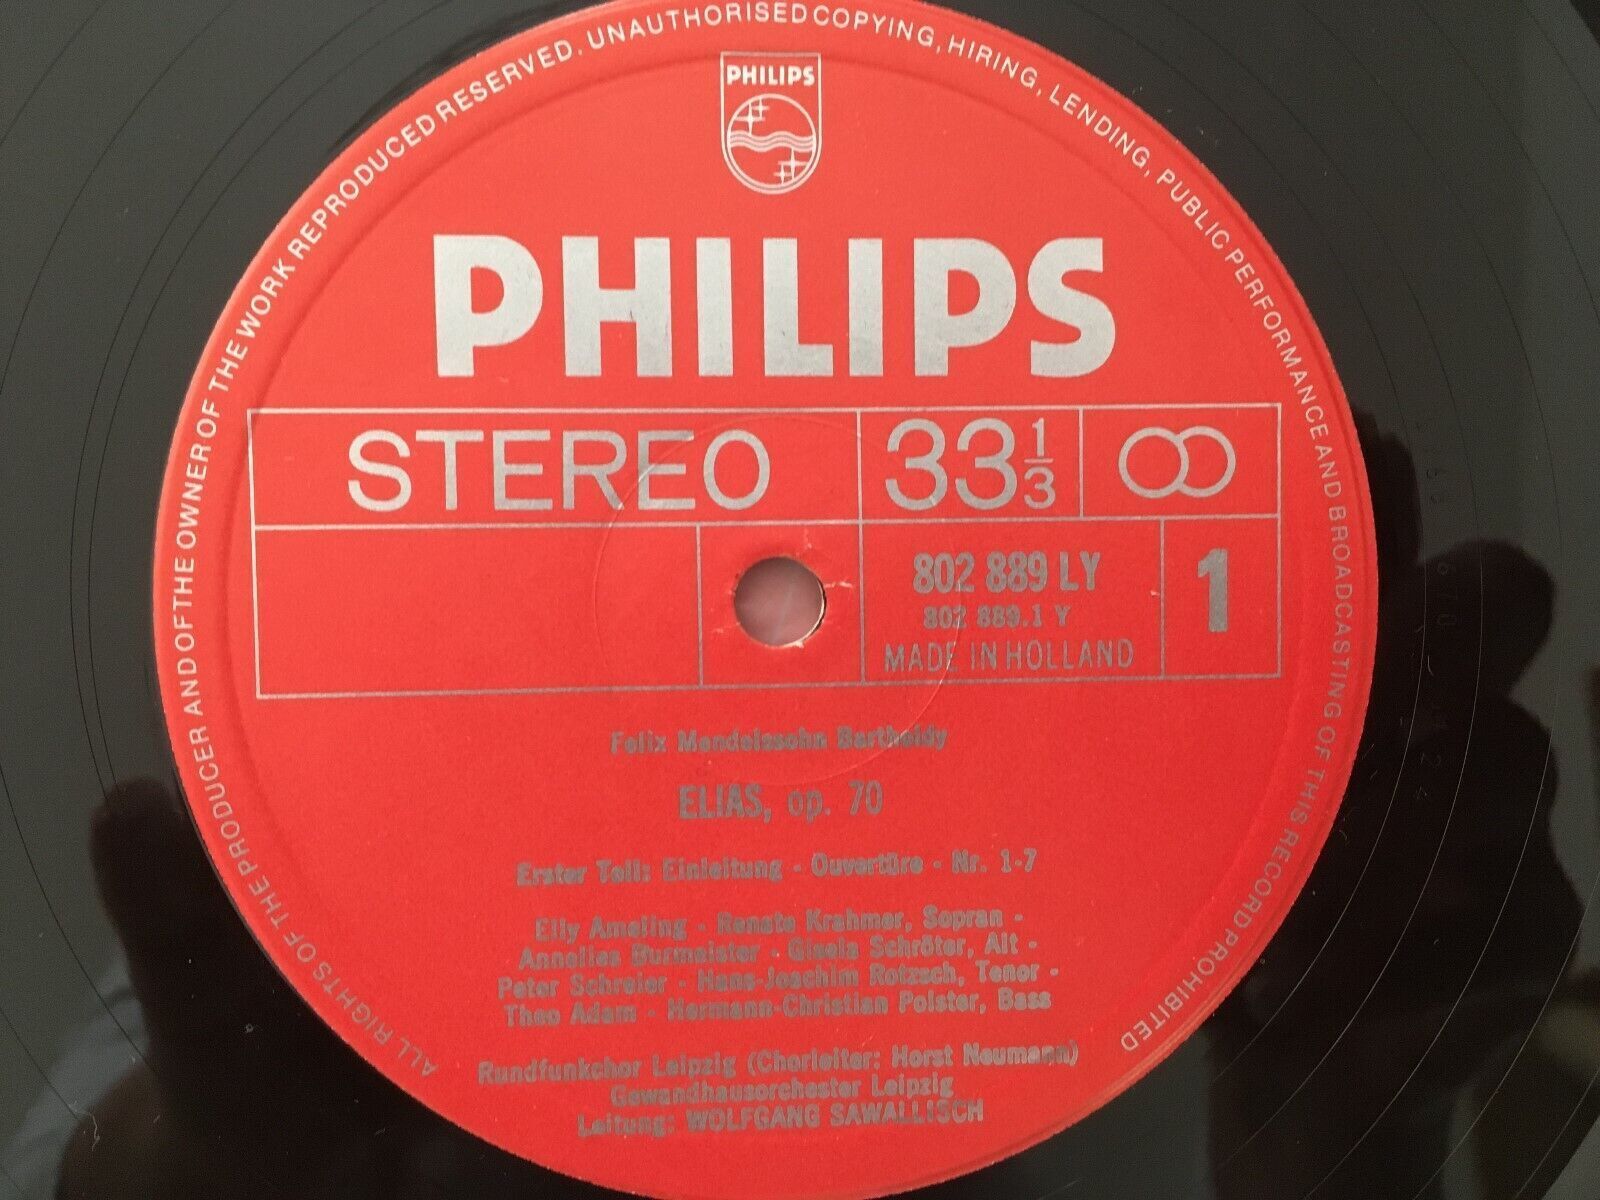 ALL RIGHTS OF THE PRODUCER AND OF THE OWNER OF THE WORK REPRODUCED RESERVED. UNAUTHORISED COPYING, HIRING, LENDING, PUBLIC PERFORMANCE AND BROADCASTING OF THIS RECORD PROHIBITED
PHILIPS
PHILIPS
STEREO
33 1/3
802 889 LY
802 889.1 Y
MADE IN HOLLAND
1
Felix Mendelssohn Bartholdy
ELIAS, op. 70
Erster Teil: Einleitung - Ouvertüre - Nr. 1-7
Elly Ameling - Renate Krahmer, Sopran -
Annelies Burmeister - Gisela Schröter, Alt -
Peter Schreier - Hans-Joachim Rotzsch, Tenor -
Theo Adam - Hermann-Christian Polster, Bass
Rundfunkchor Leipzig (Chorleiter: Horst Neumann)
Gewandhausorchester Leipzig
Leitung: WOLFGANG SAWALLISCH